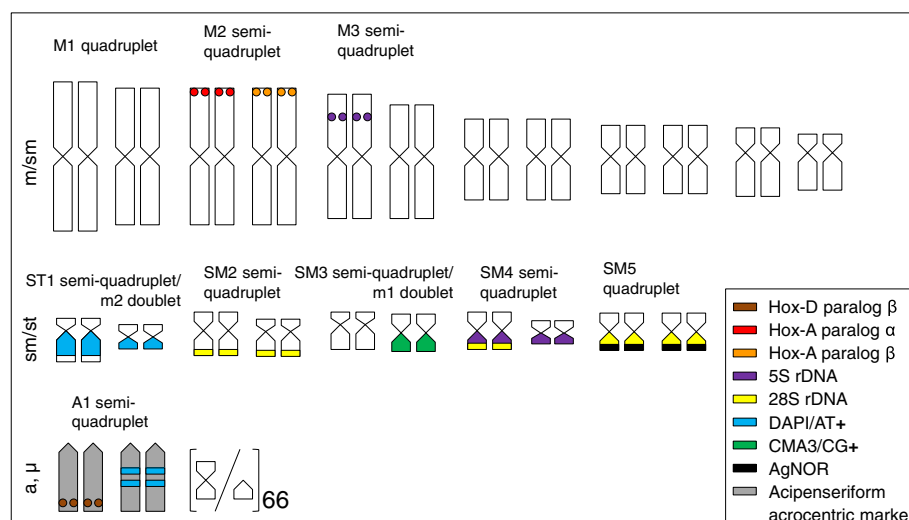 M1 quadruplet
M2 semi-
quadruplet
M3 semi-
quadruplet
m/sm
ST1 semi-quadruplet/
m2 doublet
SM2 semi-
quadruplet
SM3 semi-quadruplet/
m1 doublet
SM4 semi-
quadruplet
SM5
quadruplet
sm/st
A1 semi-
quadruplet
a, μ
66
Hox-D paralog β
Hox-A paralog α
Hox-A paralog β
5S rDNA
28S rDNA
DAPI/AT+
CMA3/CG+
AgNOR
Acipenseriform
acrocentric marke